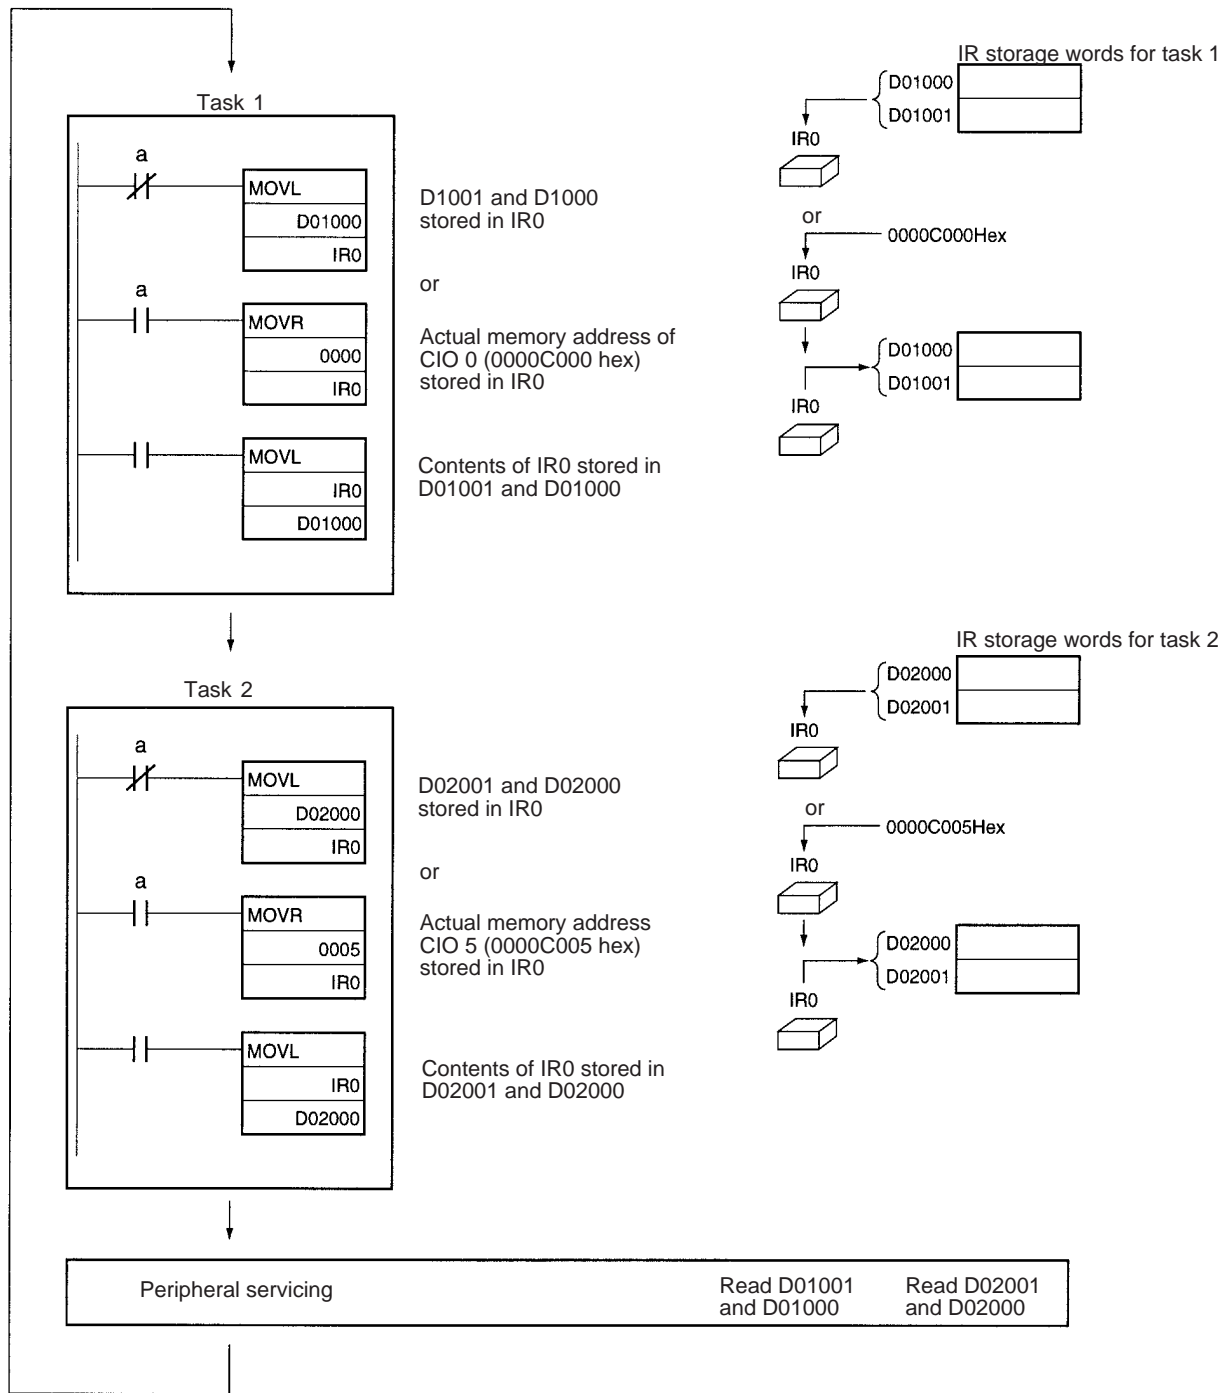 Task 1
a
MOVL
D01000
IR0
D1001 and D1000
stored in IR0
or
a
MOVR
0000
IR0
Actual memory address of
CIO 0 (0000C000 hex)
stored in IR0
MOVL
IR0
D01000
Contents of IR0 stored in
D01001 and D01000
IR storage words for task 1
D01000
D01001
IR0
or
0000C000Hex
IR0
D01000
D01001
IR0
Task 2
a
MOVL
D02000
IR0
D02001 and D02000
stored in IR0
or
a
MOVR
0005
IR0
Actual memory address
CIO 5 (0000C005 hex)
stored in IR0
MOVL
IR0
D02000
Contents of IR0 stored in
D02001 and D02000
IR storage words for task 2
D02000
D02001
IR0
or
0000C005Hex
IR0
D02000
D02001
IR0
Peripheral servicing
Read D01001
and D01000
Read D02001
and D02000